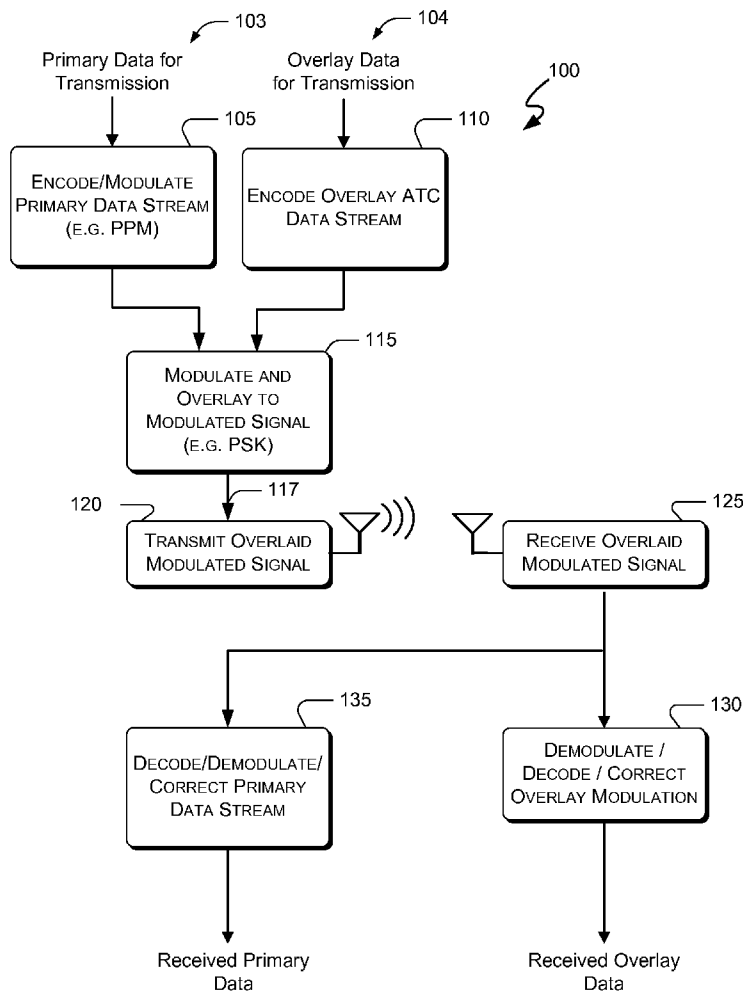 103
104
Primary Data for
Transmission
Overlay Data
for Transmission
100
105
110
ENCODE/MODULATE
PRIMARY DATA STREAM
(E.G. PPM)
ENCODE OVERLAY ATC
DATA STREAM
115
MODULATE AND
OVERLAY TO
MODULATED SIGNAL
(E.G. PSK)
117
120
125
TRANSMIT OVERLAID
MODULATED SIGNAL
RECEIVE OVERLAID
MODULATED SIGNAL
135
130
DECODE/DEMODULATE/
CORRECT PRIMARY
DATA STREAM
DEMODULATE /
DECODE / CORRECT
OVERLAY MODULATION
Received Primary
Data
Received Overlay
Data